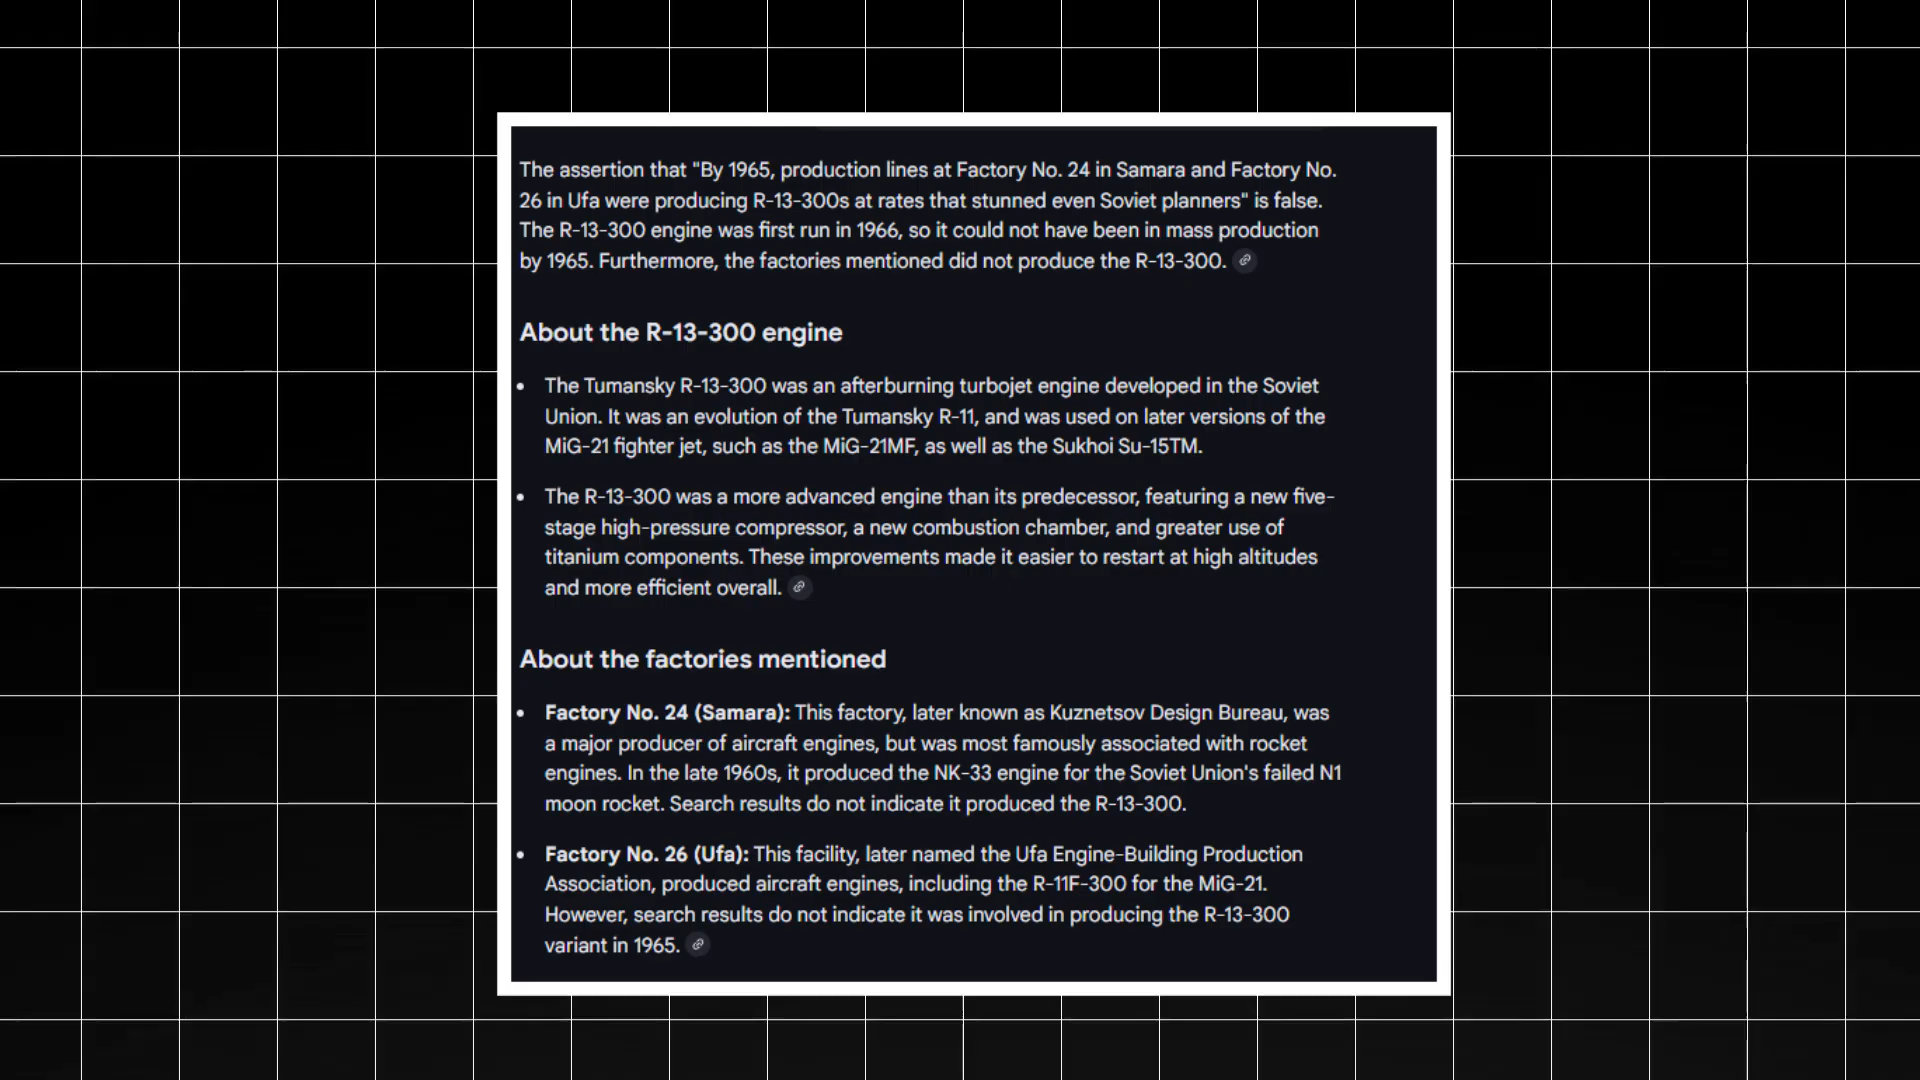 The assertion that "By 1965, production lines at Factory No. 24 in Samara and Factory No.
26 in Ufa were producing R-13-300s at rates that stunned even Soviet planners" is false.
The R-13-300 engine was first run in 1966, so it could not have been in mass production
by 1965. Furthermore, the factories mentioned did not produce the R-13-300.
About the R-13-300 engine
• The Tumansky R-13-300 was an afterburning turbojet engine developed in the Soviet
Union. It was an evolution of the Tumansky R-11, and was used on later versions of the
MiG-21 fighter jet, such as the MiG-21MF, as well as the Sukhoi Su-15TM.
• The R-13-300 was a more advanced engine than its predecessor, featuring a new five-
stage high-pressure compressor, a new combustion chamber, and greater use of
titanium components. These improvements made it easier to restart at high altitudes
and more efficient overall.
About the factories mentioned
• Factory No. 24 (Samara): This factory, later known as Kuznetsov Design Bureau, was
a major producer of aircraft engines, but was most famously associated with rocket
engines. In the late 1960s, it produced the NK-33 engine for the Soviet Union's failed N1
moon rocket. Search results do not indicate it produced the R-13-300.
• Factory No. 26 (Ufa): This facility, later named the Ufa Engine-Building Production
Association, produced aircraft engines, including the R-11F-300 for the MiG-21.
However, search results do not indicate it was involved in producing the R-13-300
variant in 1965.